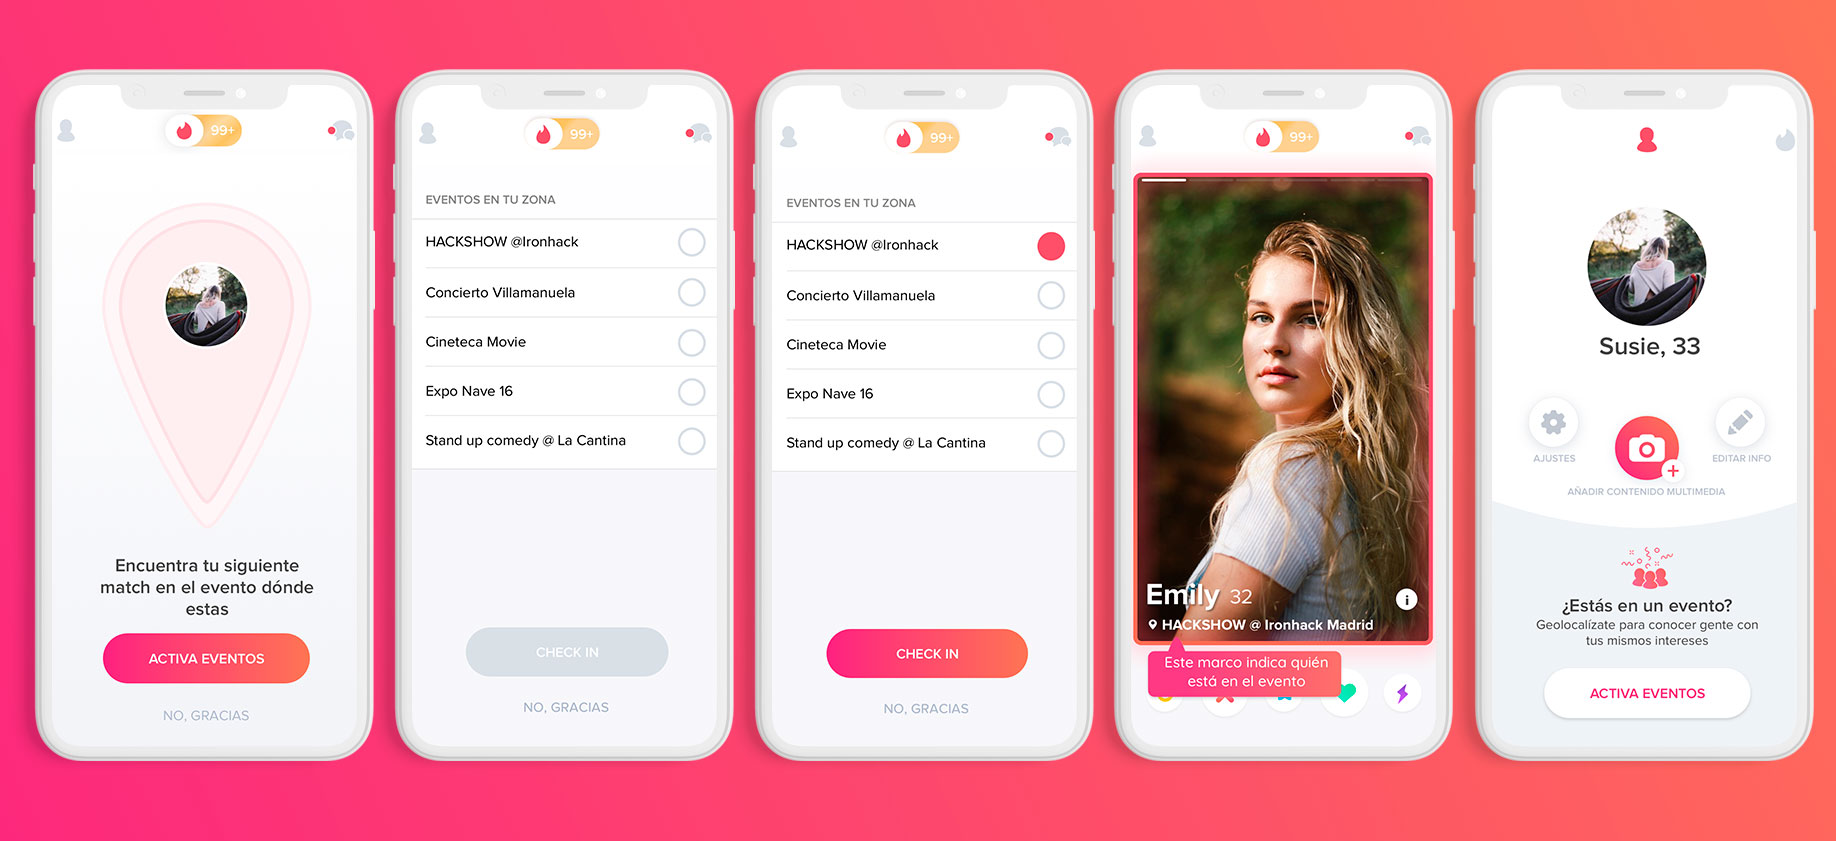 99+
Encuentra tu siguiente
match en el evento dónde
estas
ACTIVA EVENTOS
NO, GRACIAS
99+
EVENTOS EN TU ZONA
HACKSHOW @Ironhack
Concierto Villamanuela
Cineteca Movie
Expo Nave 16
Stand up comedy @ La Cantina
CHECK IN
NO, GRACIAS
99+
EVENTOS EN TU ZONA
HACKSHOW @Ironhack
Concierto Villamanuela
Cineteca Movie
Expo Nave 16
Stand up comedy @ La Cantina
CHECK IN
NO, GRACIAS
99+
Emily 32
HACKSHOW @ Ironhack Madrid
Este marco indica quién
está en el evento
Susie, 33
AJUSTES
EDITAR INFO
AÑADIR CONTENIDO MULTIMEDIA
¿Estás en un evento?
Geolocalízate para conocer gente con
tus mismos intereses
ACTIVA EVENTOS